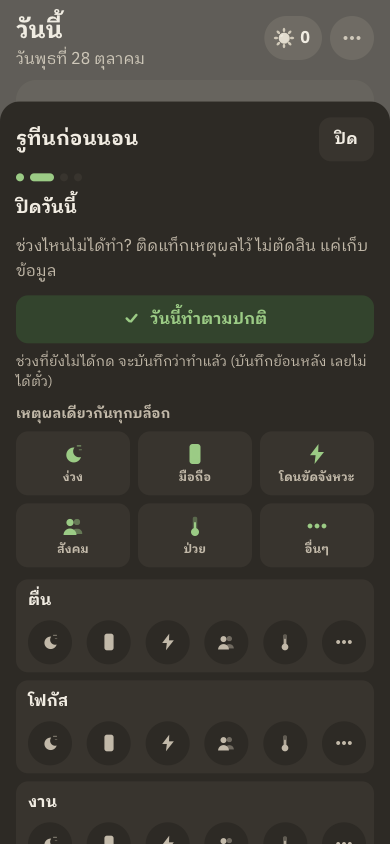 วันนี้
วันพุธที่ 28 ตุลาคม
0
รูทีนก่อนนอน
ปิด
ปิดวันนี้
ช่วงไหนไม่ได้ทำ? ติดแท็กเหตุผลไว้ ไม่ตัดสิน แค่เก็บ
ข้อมูล
วันนี้ทำตามปกติ
ช่วงที่ยังไม่ได้กด จะบันทึกว่าทำแล้ว (บันทึกย้อนหลัง เลยไม่
ได้ตั๋ว)
เหตุผลเดียวกันทุกบล็อก
ง่วง
มือถือ
โดนขัดจังหวะ
สังคม
ป่วย
อื่นๆ
ตื่น
โฟกัส
งาน